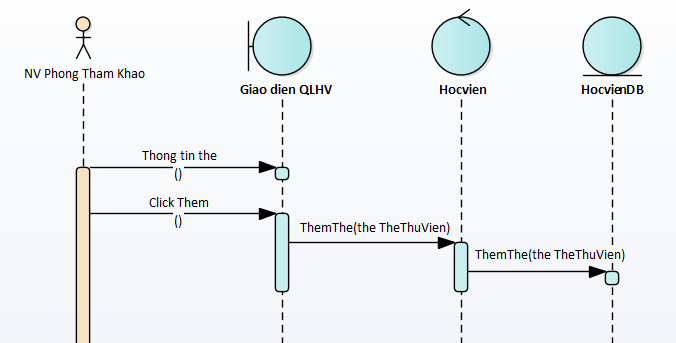 NV Phong Tham Khao
Giao dien QLHV
Hocvien
HocvienDB
Thong tin the
()
Click Them
()
ThemThe(the TheThuVien)
ThemThe(the TheThuVien)